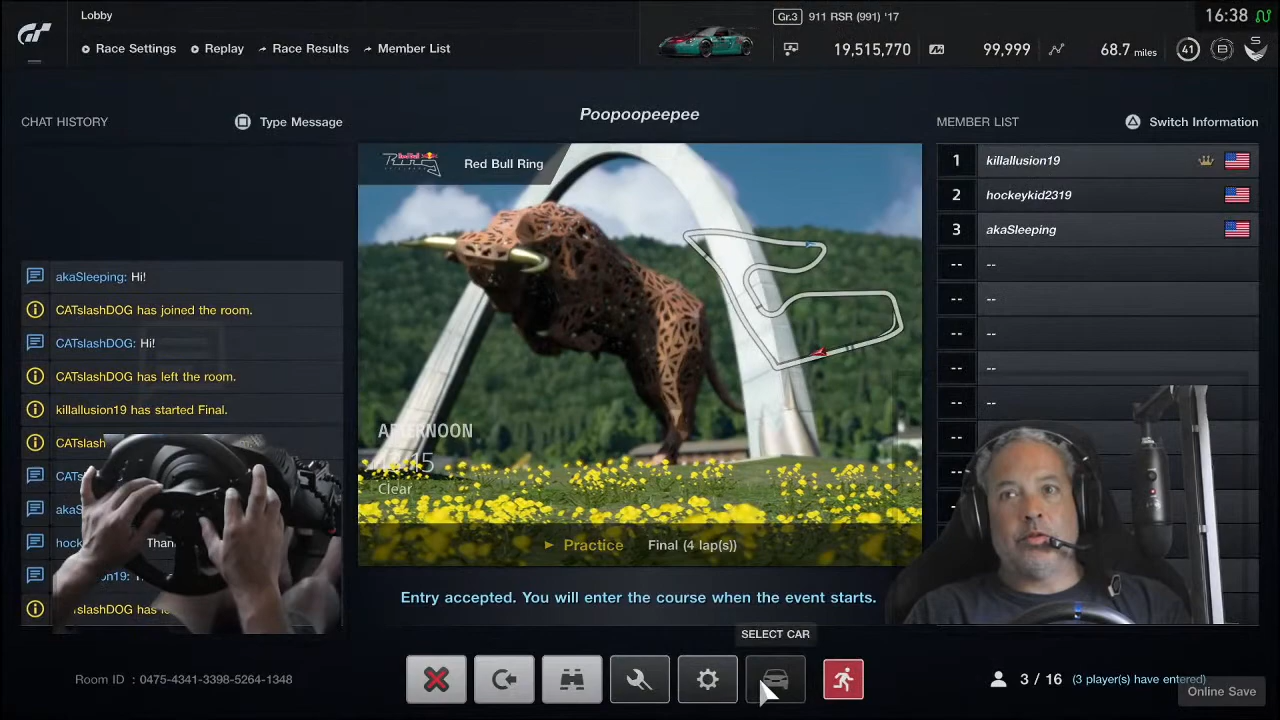 Lobby
Race Settings
Replay
Race Results
Member List
Gr.3
911 RSR (991) '17
19,515,770
99,999
68.7 miles
41
B
S
16:38
CHAT HISTORY
Type Message
akaSleeping: Hi!
CATslashDOG has joined the room.
CATslashDOG: Hi!
CATslashDOG has left the room.
killallusion19 has started Final.
Poopoopeepee
Red Bull Ring
AFTERNOON
Clear
Practice
Final (4 lap(s))
Entry accepted. You will enter the course when the event starts.
SELECT CAR
MEMBER LIST
Switch Information
1 killallusion19
2 hockeykid2319
3 akaSleeping
-- --
-- --
-- --
-- --
-- --
Room ID : 0475-4341-3398-5264-1348
3 / 16
(3 player(s) have entered)
Online Save